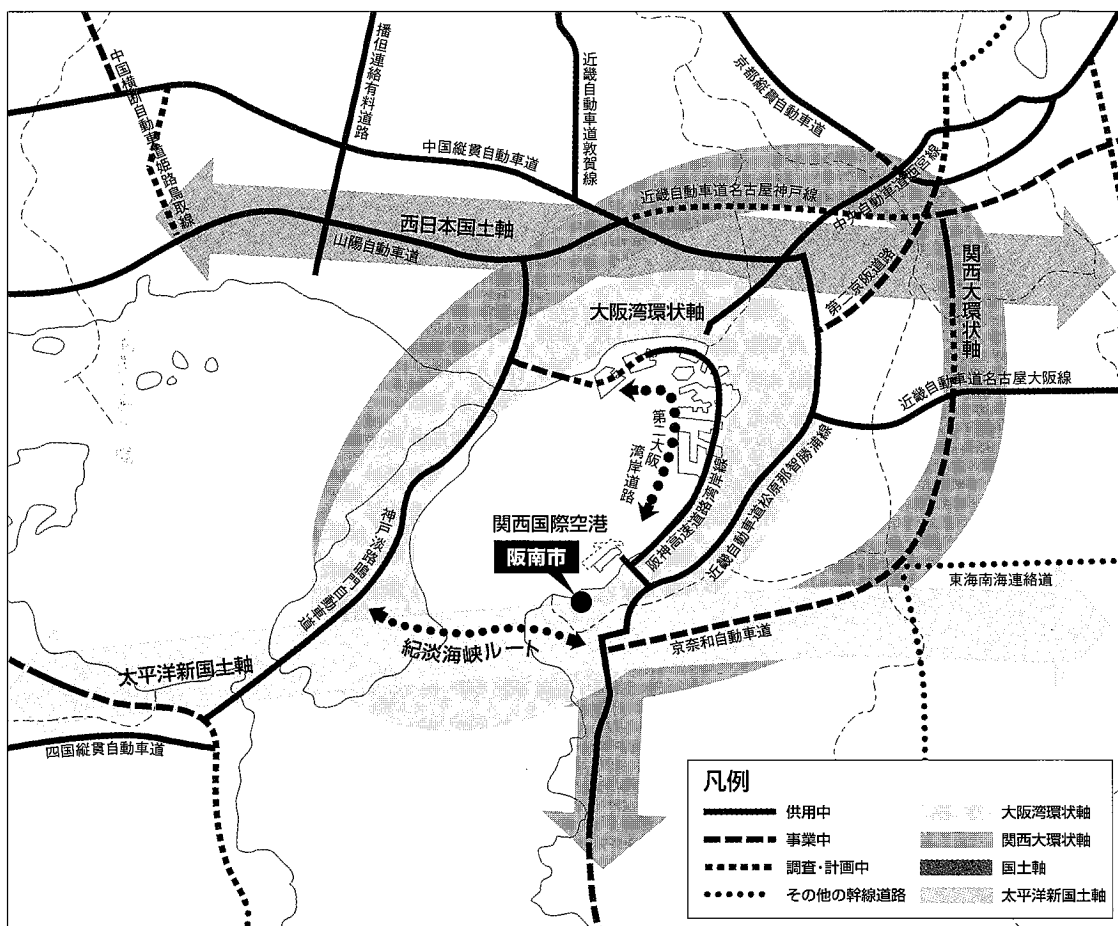 中国横断自動車道姫路鳥取線
播但連絡有料道路
近畿自動車道敦賀線
京都縦貫自動車道
中国縦貫自動車道
近畿自動車道名古屋神戸線
中央自動車道西宮線
西日本国土軸
山陽自動車道
第二京阪道路
関西大環状軸
大阪湾環状軸
近畿自動車道名古屋大阪線
第二大阪
湾岸道路
阪神高速道路湾岸線
近畿自動車道松原那智勝浦線
関西国際空港
阪南市
神戸淡路鳴門自動車道
東海南海連絡道
紀淡海峡ルート
京奈和自動車道
太平洋新国土軸
四国縦貫自動車道
凡例
供用中
事業中
調査・計画中
その他の幹線道路
大阪湾環状軸
関西大環状軸
国土軸
太平洋新国土軸